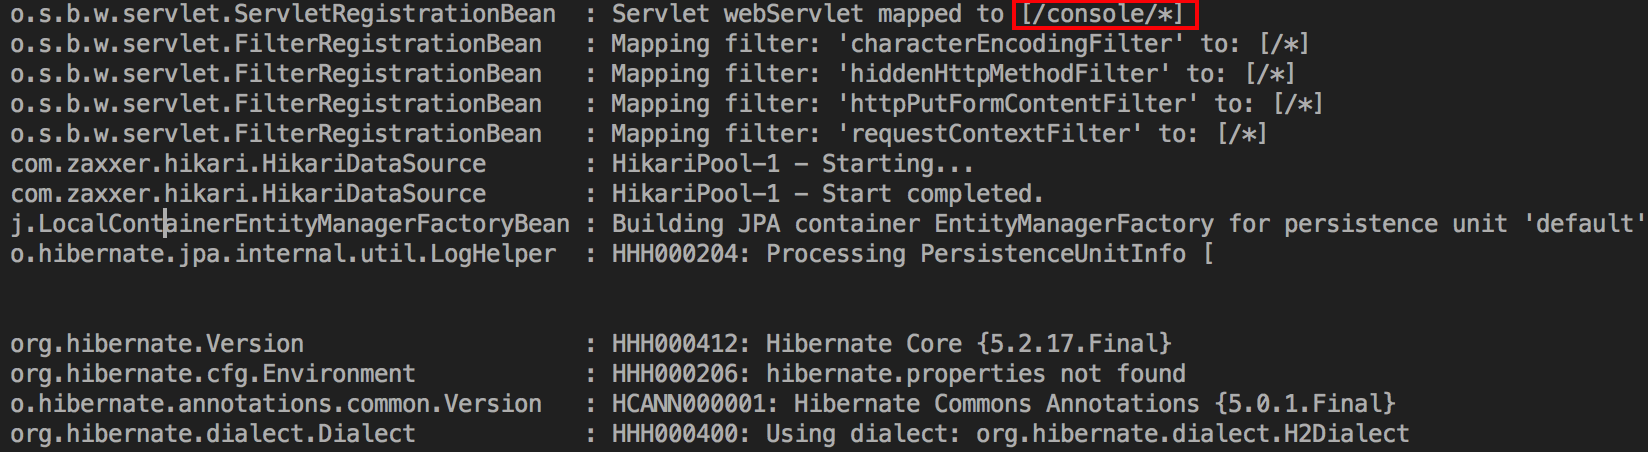 o.s.b.w.servlet.ServletRegistrationBean  : Servlet webServlet mapped to [/console/*]
o.s.b.w.servlet.FilterRegistrationBean   : Mapping filter: 'characterEncodingFilter' to: [/*]
o.s.b.w.servlet.FilterRegistrationBean   : Mapping filter: 'hiddenHttpMethodFilter' to: [/*]
o.s.b.w.servlet.FilterRegistrationBean   : Mapping filter: 'httpPutFormContentFilter' to: [/*]
o.s.b.w.servlet.FilterRegistrationBean   : Mapping filter: 'requestContextFilter' to: [/*]
com.zaxxer.hikari.HikariDataSource       : HikariPool-1 - Starting...
com.zaxxer.hikari.HikariDataSource       : HikariPool-1 - Start completed.
j.LocalContainerEntityManagerFactoryBean : Building JPA container EntityManagerFactory for persistence unit 'default'
o.hibernate.jpa.internal.util.LogHelper  : HHH000204: Processing PersistenceUnitInfo [
org.hibernate.Version                    : HHH000412: Hibernate Core {5.2.17.Final}
org.hibernate.cfg.Environment            : HHH000206: hibernate.properties not found
o.hibernate.annotations.common.Version   : HCANN000001: Hibernate Commons Annotations {5.0.1.Final}
org.hibernate.dialect.Dialect            : HHH000400: Using dialect: org.hibernate.dialect.H2Dialect